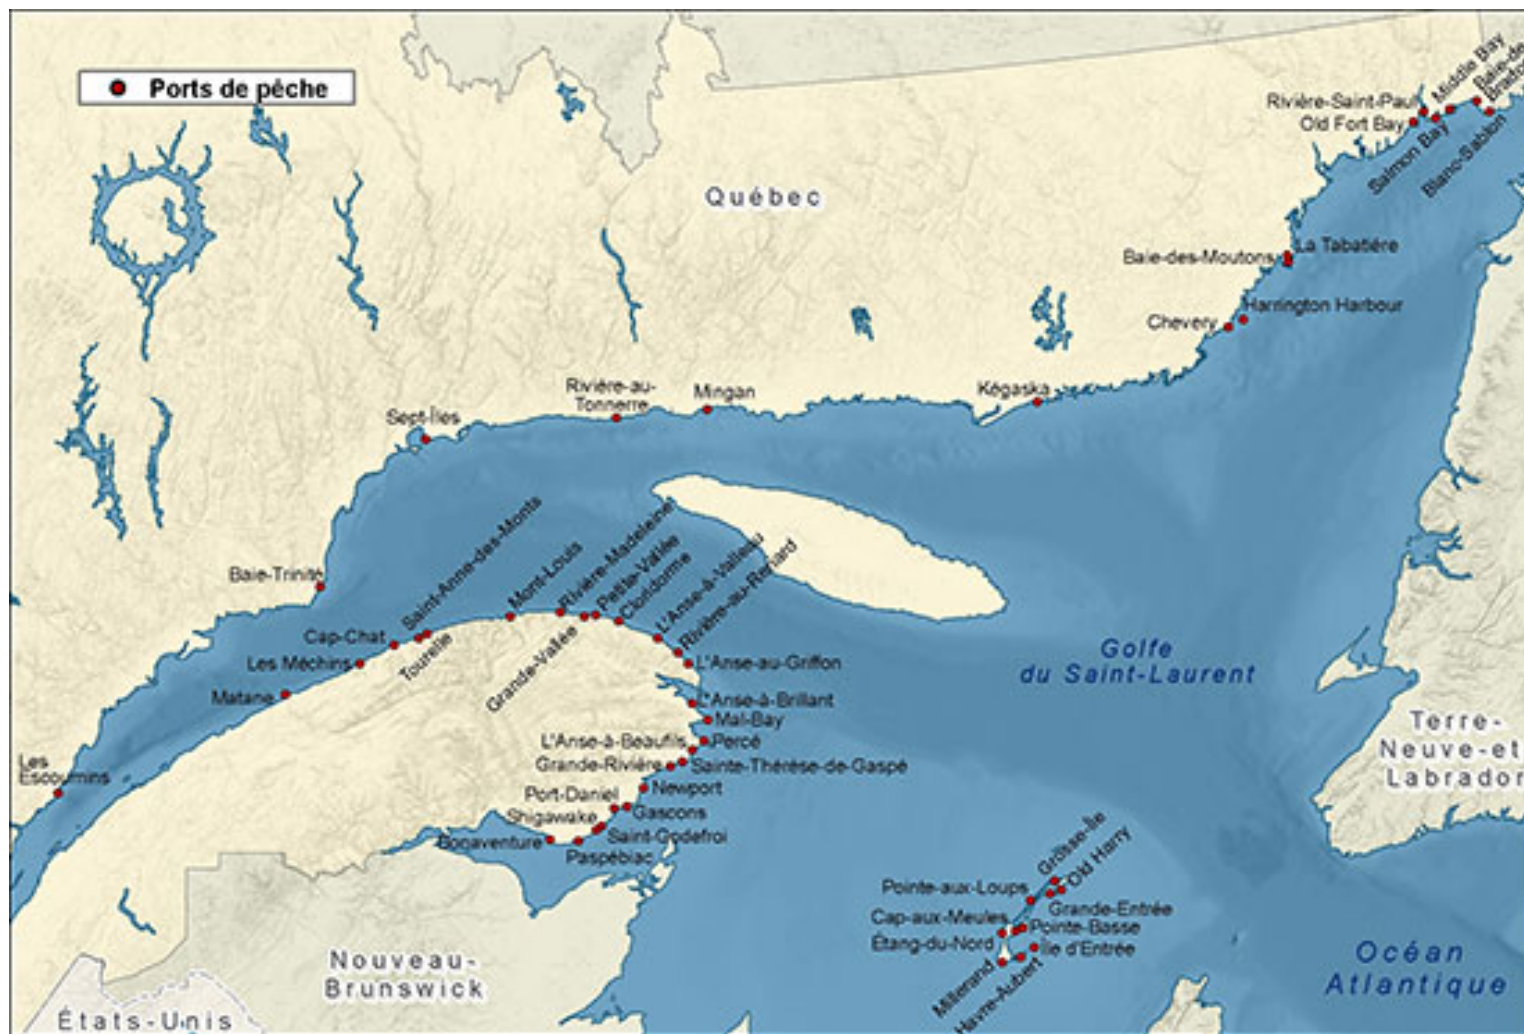 Ports de pêche
Middle Bay
Baie-de-
Brado
Rivière-Saint-Paul
Old Fort Bay
Salmon Bay
Blanc-Sablon
Québec
La Tabatière
Baie-des-Moutons
Harrington Harbour
Chevery
Kégaska
Rivière-au-
Tonnerre
Mingan
Sept-Îles
Baie-Trinité
Saint-Anne-des-Monts
Mont-Louis
Rivière-Madeleine
Petite-Vallée
Cloridorme
L'Anse-à-Valleau
Rivière-au-Renard
Cap-Chat
Tourelle
Grande-Vallée
Les Méchins
L'Anse-au-Griffon
Matane
L'Anse-à-Brillant
Mal-Bay
Golfe
du Saint-Laurent
L'Anse-à-Beaufils
Percé
Grande-Rivière
Sainte-Thérèse-de-Gaspé
Les
Escoumins
Newport
Port-Daniel
Gascons
Shigawake
Saint-Godefroi
Bonaventure
Paspébiac
Terre-
Neuve-et
Labrador
Grosse-Île
Old Harry
Pointe-aux-Loups
Grande-Entrée
Cap-aux-Meules
Pointe-Basse
Étang-du-Nord
Île d'Entrée
Millerand
Havre-Aubert
Nouveau-
Brunswick
Océan
Atlantique
États-Unis